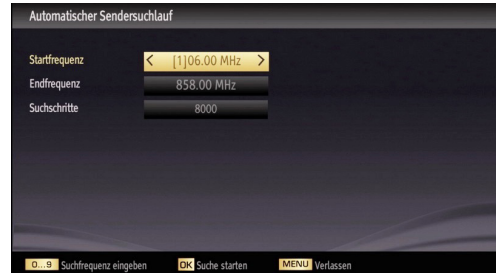 Automatischer Sendersuchlauf
Startfrequenz < [1]06.00 MHz >
Endfrequenz 858.00 MHz
Suchschritte 8000
0...9 Suchfrequenz eingeben OK Suche starten MENU Verlassen